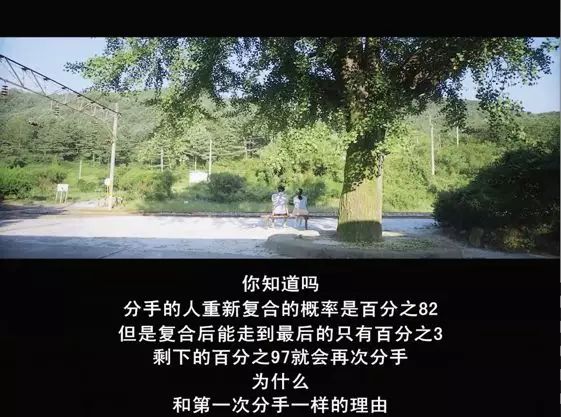 你知道吗
分手的人重新复合的概率是百分之82
但是复合后能走到最后的只有百分之3
剩下的百分之97就会再次分手
为什么
和第一次分手一样的理由